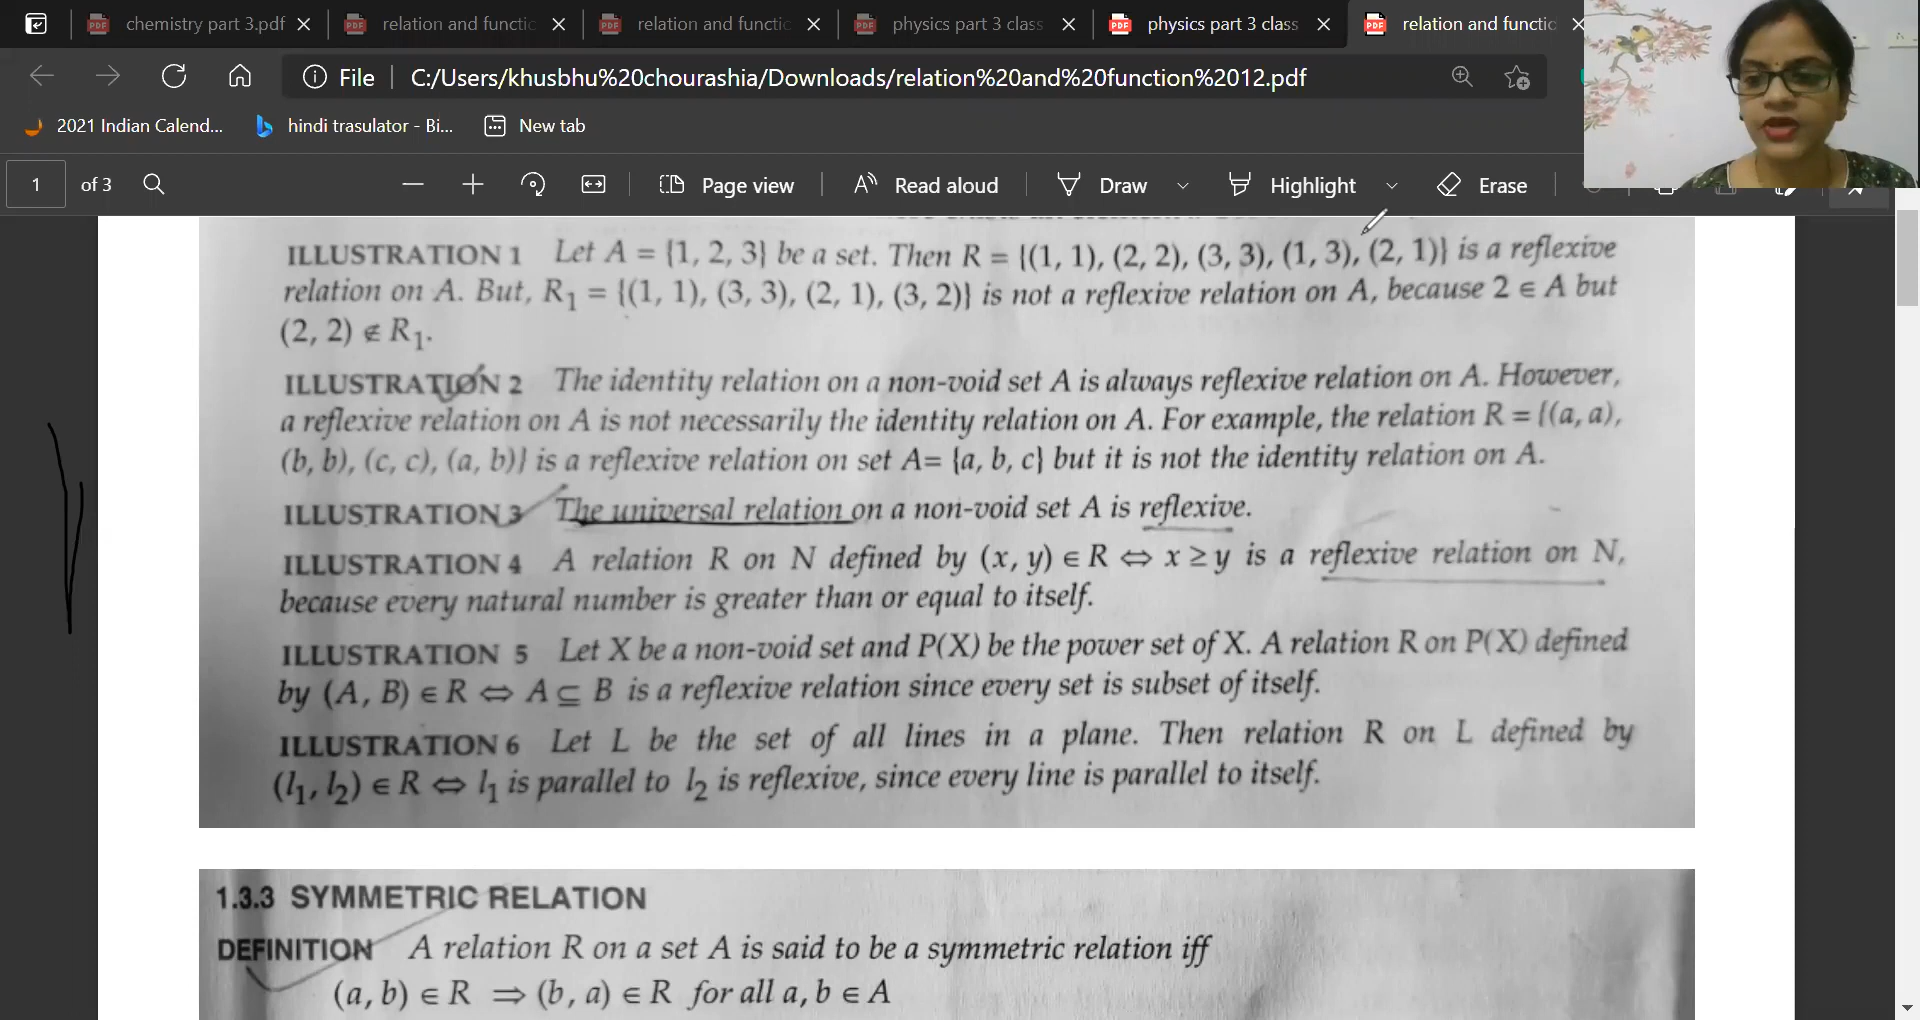 chemistry part 3.pdf
relation and functic
relation and functic
physics part 3 class
physics part 3 class
relation and functic
File
C:/Users/khusbhu%20chourashia/Downloads/relation%20and%20function%2012.pdf
2021 Indian Calend...
hindi trasulator - Bi...
New tab
1
of 3
Page view
Read aloud
Draw
Highlight
Erase
ILLUSTRATION 1 Let A = {1, 2, 3} be a set. Then R = {(1, 1), (2, 2), (3, 3), (1, 3), (2, 1)} is a reflexive
relation on A. But, R₁ = {(1, 1), (3, 3), (2, 1), (3, 2)} is not a reflexive relation on A, because 2 ∈ A but
(2, 2) ∉ R₁.
ILLUSTRATION 2 The identity relation on a non-void set A is always reflexive relation on A. However,
a reflexive relation on A is not necessarily the identity relation on A. For example, the relation R = {(a, a),
(b, b), (c, c), (a, b)} is a reflexive relation on set A= {a, b, c} but it is not the identity relation on A.
ILLUSTRATION 3 The universal relation on a non-void set A is reflexive.
ILLUSTRATION 4 A relation R on N defined by (x, y) ∈ R ⇔ x ≥ y is a reflexive relation on N,
because every natural number is greater than or equal to itself.
ILLUSTRATION 5 Let X be a non-void set and P(X) be the power set of X. A relation R on P(X) defined
by (A, B) ∈ R ⇔ A ⊆ B is a reflexive relation since every set is subset of itself.
ILLUSTRATION 6 Let L be the set of all lines in a plane. Then relation R on L defined by
(l₁, l₂) ∈ R ⇔ l₁ is parallel to l₂ is reflexive, since every line is parallel to itself.
1.3.3 SYMMETRIC RELATION
DEFINITION A relation R on a set A is said to be a symmetric relation iff
(a, b) ∈ R ⇒ (b, a) ∈ R for all a, b ∈ A